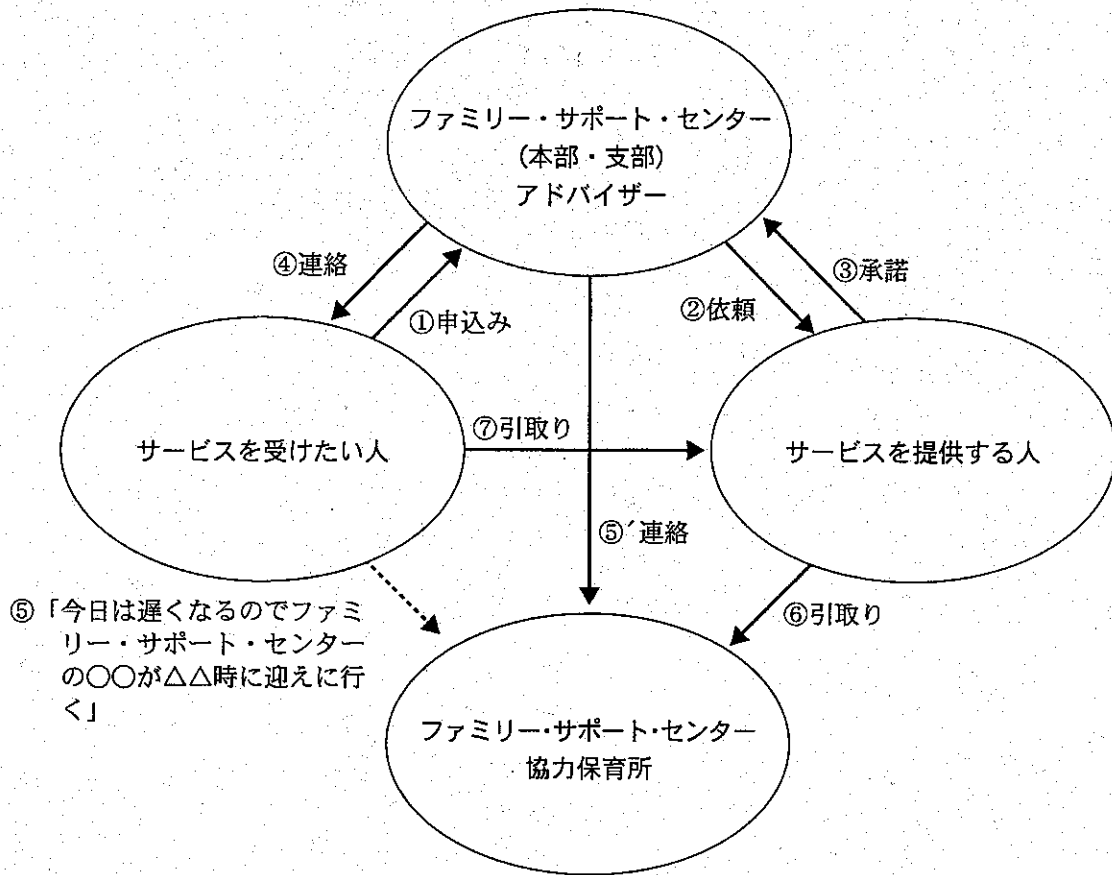 ファミリー・サポート・センター
(本部・支部)
アドバイザー
④連絡
①申込み
②依頼
③承諾
サービスを受けたい人
⑦引取り
サービスを提供する人
⑤´連絡
⑤「今日は遅くなるのでファミ
リー・サポート・センター
の〇〇が△△時に迎えに行
く」
⑥引取り
ファミリー・サポート・センター
協力保育所